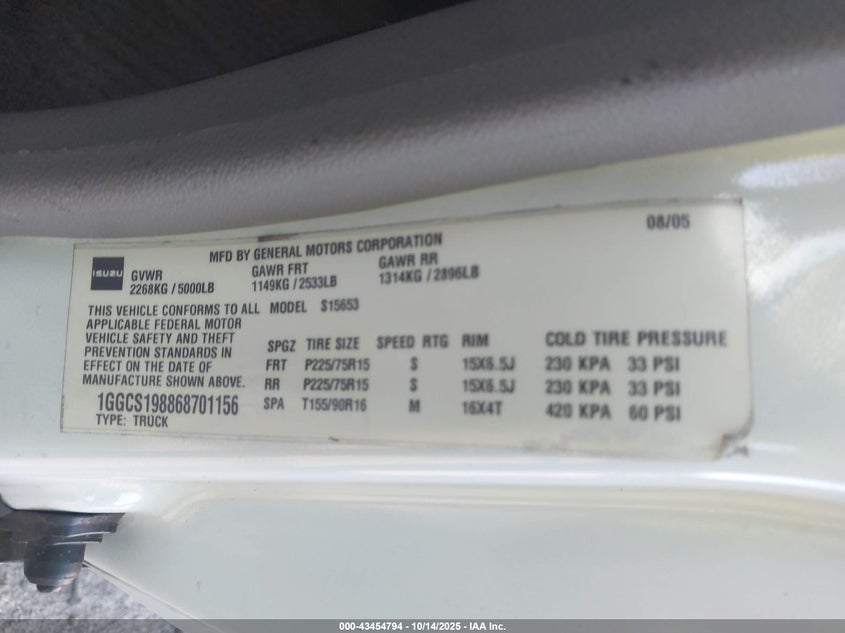 08/05
MFD BY GENERAL MOTORS CORPORATION
ISUZU
GVWR GAWR FRT GAWR RR
2268KG / 5000LB 1149KG / 2533LB 1314KG / 2896LB
THIS VEHICLE CONFORMS TO ALL MODEL S15653
APPLICABLE FEDERAL MOTOR
VEHICLE SAFETY AND THEFT
PREVENTION STANDARDS IN
EFFECT ON THE DATE OF
MANUFACTURE SHOWN ABOVE.
SPGZ TIRE SIZE SPEED RTG RIM COLD TIRE PRESSURE
FRT P225/75R15 S 15X6.5J 230 KPA 33 PSI
RR P225/75R15 S 15X6.5J 230 KPA 33 PSI
SPA T155/90R16 M 16X4T 420 KPA 60 PSI
1GGCS198868701156
TYPE: TRUCK
000-43454794 - 10/14/2025 - IAA Inc.